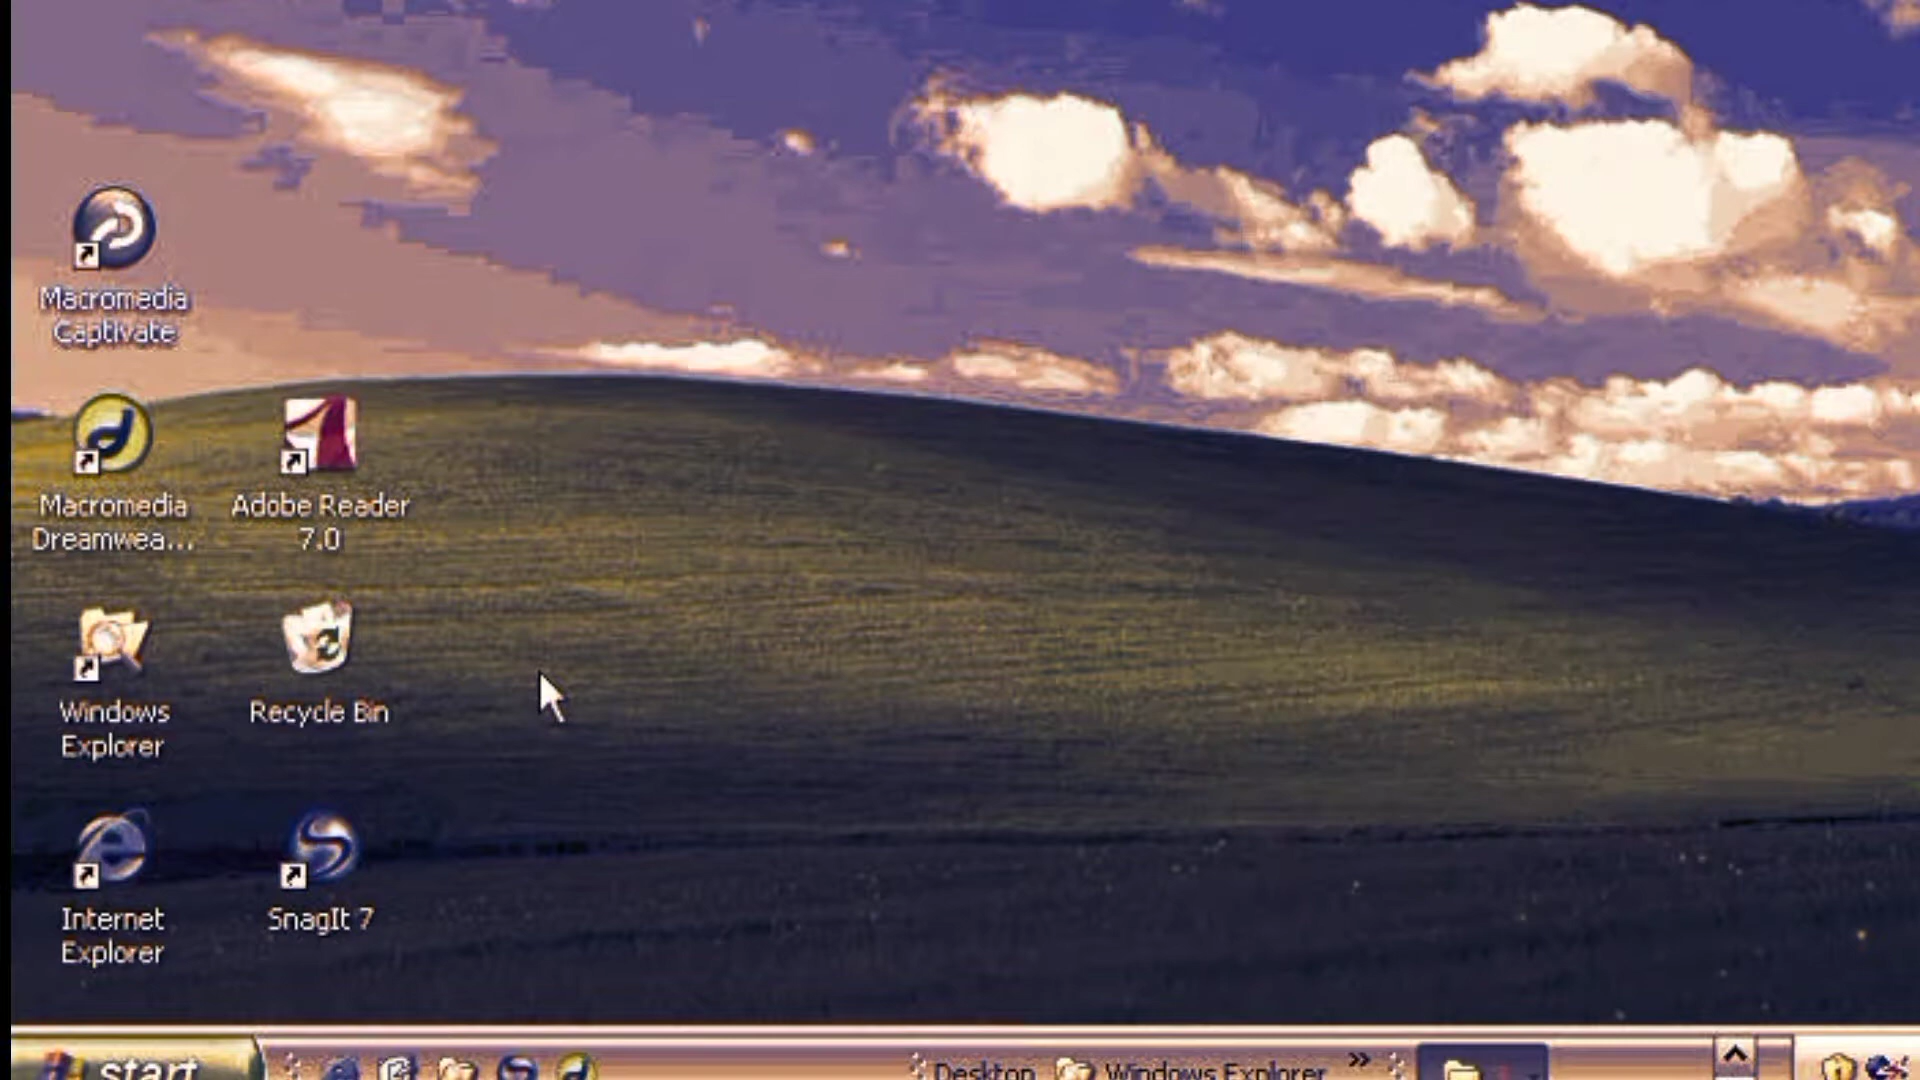 Macromedia
Captivate
Macromedia
Dreamwea...
Adobe Reader
7.0
Windows
Explorer
Recycle Bin
Internet
Explorer
SnagIt 7
start
Desktop
Windows Explorer
»